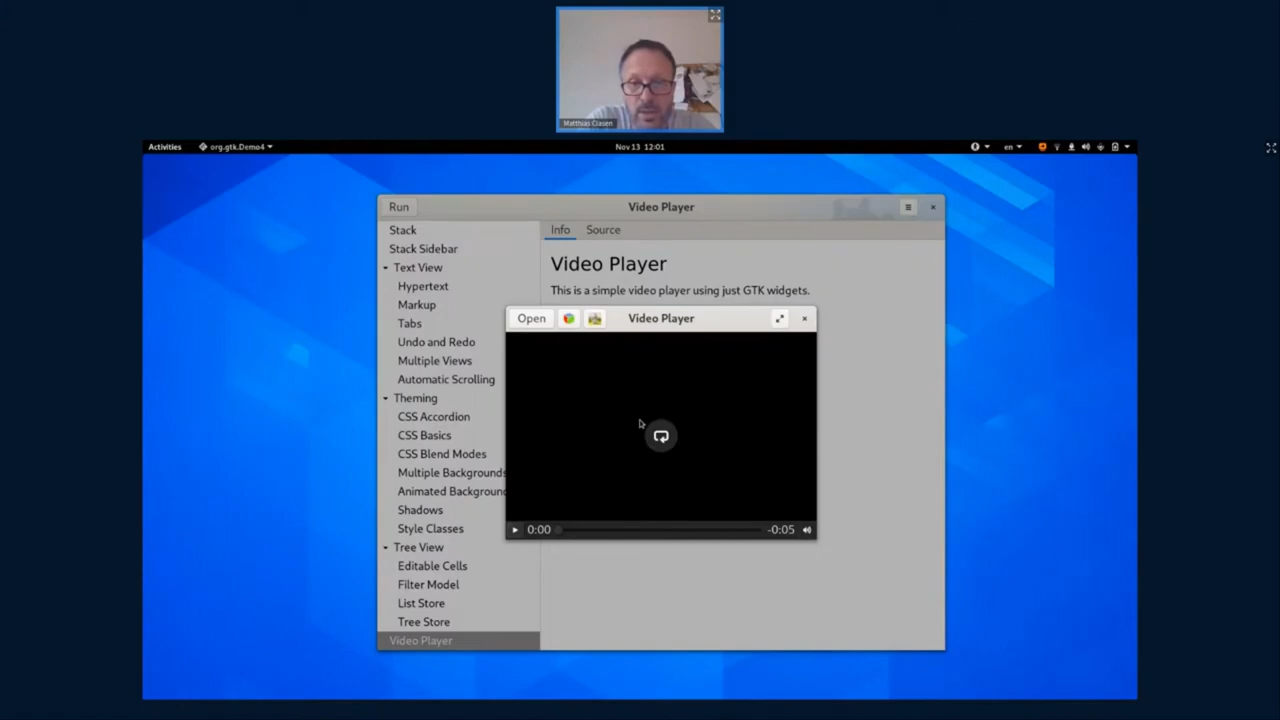 Matthias Clasen
Activities
org.gtk.Demo4
Nov 13 12:01
en
Run
Video Player
Stack
Stack Sidebar
Text View
Hypertext
Markup
Tabs
Undo and Redo
Multiple Views
Automatic Scrolling
Theming
CSS Accordion
CSS Basics
CSS Blend Modes
Multiple Backgrounds
Animated Background
Shadows
Style Classes
Tree View
Editable Cells
Filter Model
List Store
Tree Store
Video Player
Info
Source
Video Player
This is a simple video player using just GTK widgets.
Open
Video Player
0:00
-0:05